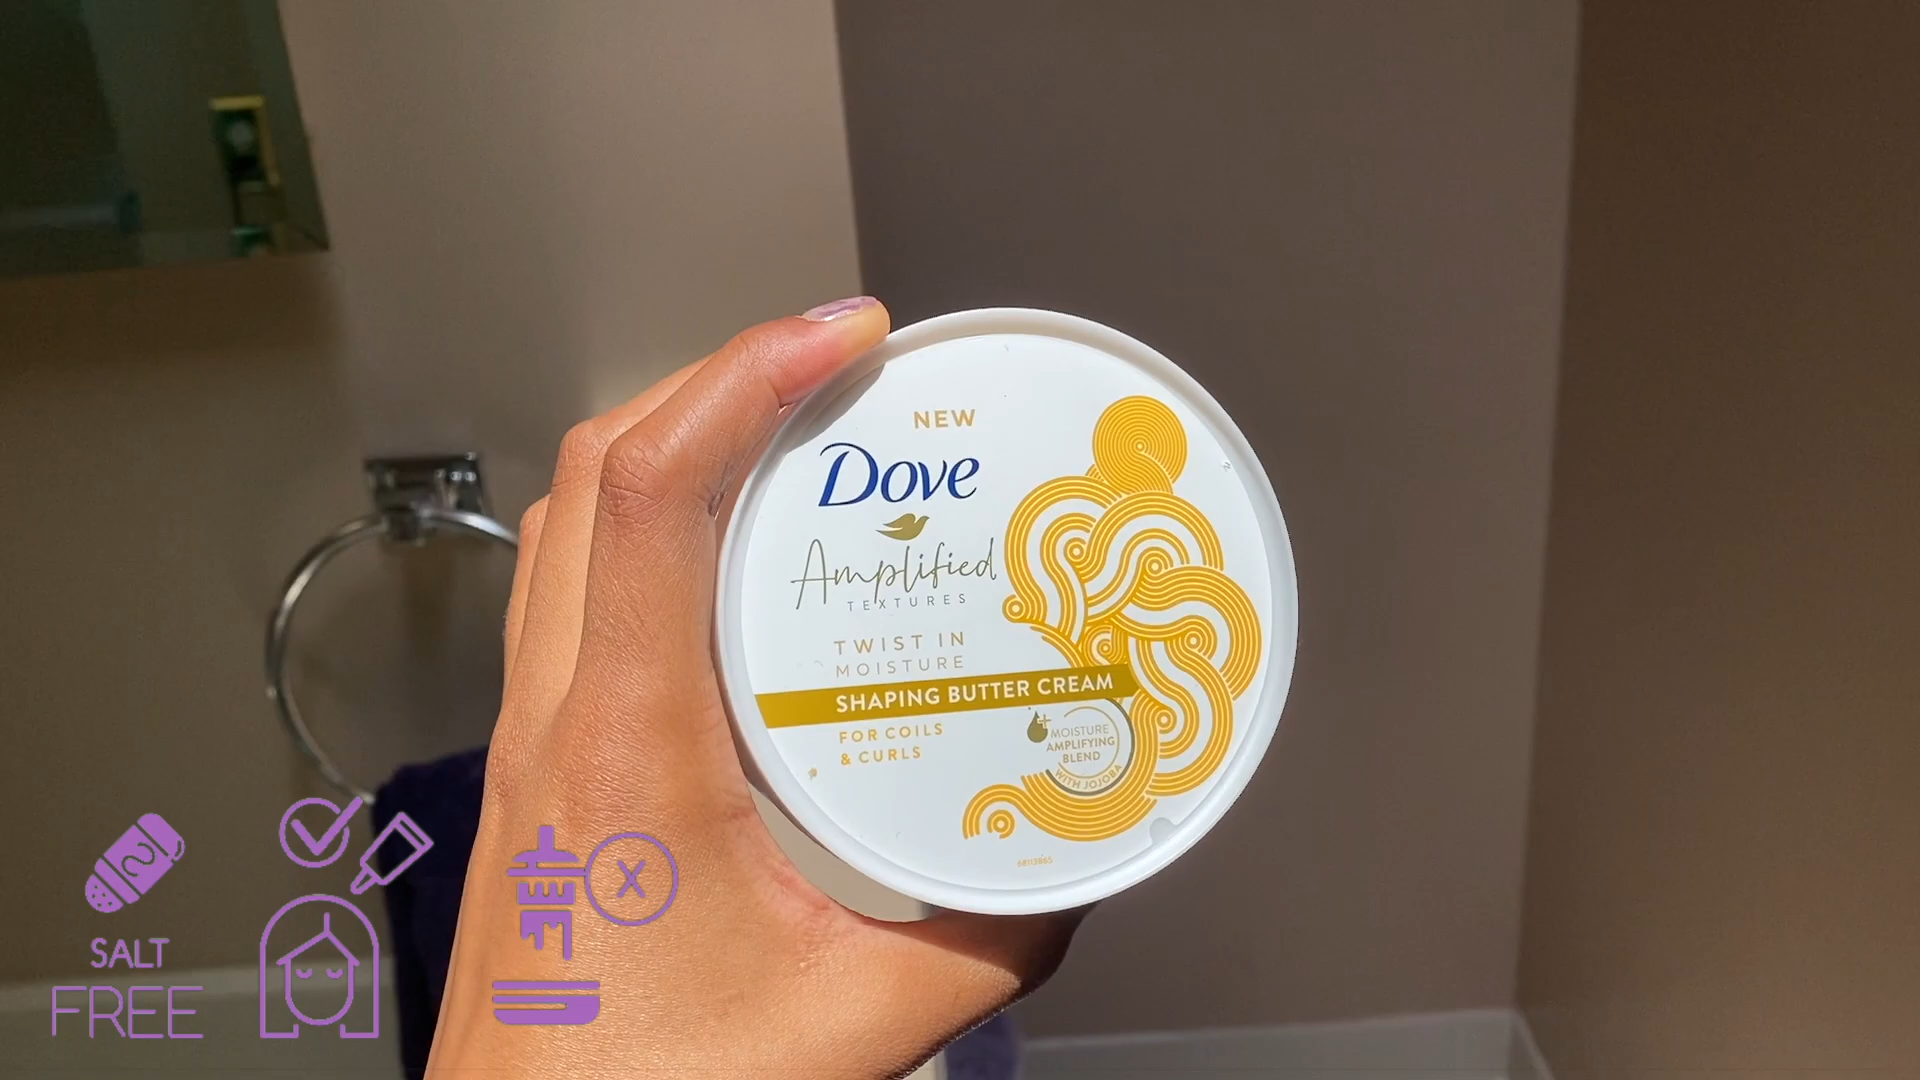 NEW
Dove
Amplified
TEXTURES
TWIST IN
MOISTURE
SHAPING BUTTER CREAM
FOR COILS
& CURLS
MOISTURE
AMPLIFYING
BLEND
WITH JOJOBA
68113665
SALT
FREE
X